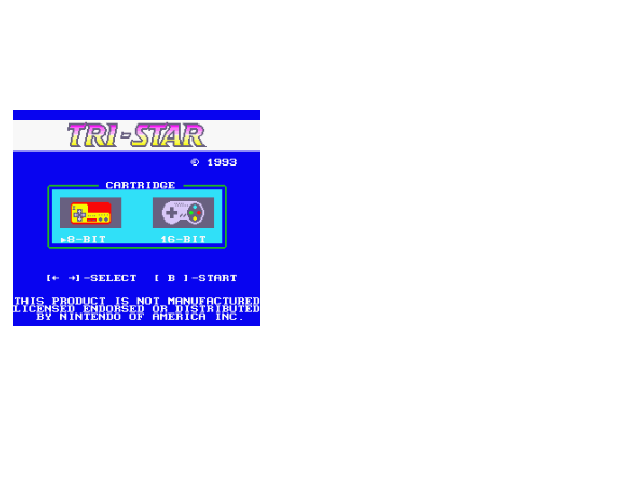 TRI-STAR
© 1993
CARTRIDGE
▶8-BIT 16-BIT
[← →]-SELECT [ B ]-START
THIS PRODUCT IS NOT MANUFACTURED
LICENSED ENDORSED OR DISTRIBUTED
BY NINTENDO OF AMERICA INC.